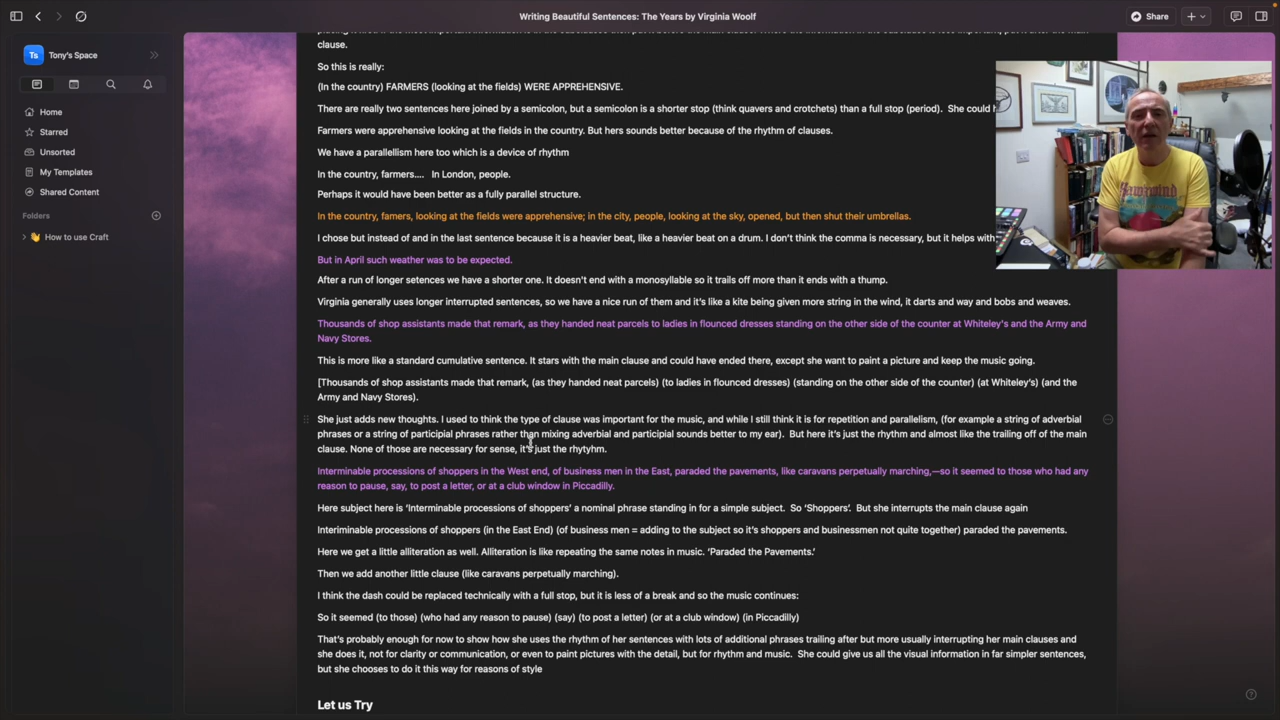 Writing Beautiful Sentences: The Years by Virginia Woolf
Share
Ts
Tony's Space
Home
Starred
Unsorted
My Templates
Shared Content
Folders
👋 How to use Craft
clause.
So this is really:
(In the country) FARMERS (looking at the fields) WERE APPREHENSIVE.
There are really two sentences here joined by a semicolon, but a semicolon is a shorter stop (think quavers and crotchets) than a full stop (period). She could
Farmers were apprehensive looking at the fields in the country. But hers sounds better because of the rhythm of clauses.
We have a parallellism here too which is a device of rhythm
In the country, farmers.... In London, people.
Perhaps it would have been better as a fully parallel structure.
In the country, famers, looking at the fields were apprehensive; in the city, people, looking at the sky, opened, but then shut their umbrellas.
I chose but instead of and in the last sentence because it is a heavier beat, like a heavier beat on a drum. I don't think the comma is necessary, but it helps with
But in April such weather was to be expected.
After a run of longer setences we have a shorter one. It doesn't end with a monosyllable so it trails off more than it ends with a thump.
Virginia generally uses longer interrupted sentences, so we have a nice run of them and it's like a kite being given more string in the wind, it darts and way and bobs and weaves.
Thousands of shop assistants made that remark, as they handed neat parcels to ladies in flounced dresses standing on the other side of the counter at Whiteley's and the Army and
Navy Stores.
This is more like a standard cumulative sentence. It stars with the main clause and could have ended there, except she want to paint a picture and keep the music going.
[Thousands of shop assistants made that remark, (as they handed neat parcels) (to ladies in flounced dresses) (standing on the other side of the counter) (at Whiteley's) (and the
Army and Navy Stores).
She just adds new thoughts. I used to think the type of clause was important for the music, and while I still think it is for repetition and parallelism, (for example a string of adverbial
phrases or a string of participial phrases rather than mixing adverbial and participial sounds better to my ear). But here it's just the rhythm and almost like the trailing off of the main
clause. None of those are necessary for sense, it's just the rhytyhm.
Interminable processions of shoppers in the West end, of business men in the East, paraded the pavements, like caravans perpetually marching,—so it seemed to those who had any
reason to pause, say, to post a letter, or at a club window in Piccadilly.
Here subject here is 'Interminable processions of shoppers' a nominal phrase standing in for a simple subject. So 'Shoppers'. But she interrupts the main clause again
Interiminable processions of shoppers (in the East End) (of business men = adding to the subject so it's shoppers and businessmen not quite together) paraded the pavements.
Here we get a little alliteration as well. Alliteration is like repeating the same notes in music. 'Paraded the Pavements.'
Then we add another little clause (like caravans perpetually marching).
I think the dash could be replaced technically with a full stop, but it is less of a break and so the music continues:
So it seemed (to those) (who had any reason to pause) (say) (to post a letter) (or at a club window) (in Piccadilly)
That's probably enough for now to show how she uses the rhythm of her sentences with lots of additional phrases trailing after but more usually interrupting her main clauses and
she does it, not for clarity or communication, or even to paint pictures with the detail, but for rhythm and music. She could give us all the visual information in far simpler sentences,
but she chooses to do it this way for reasons of style
Let us Try